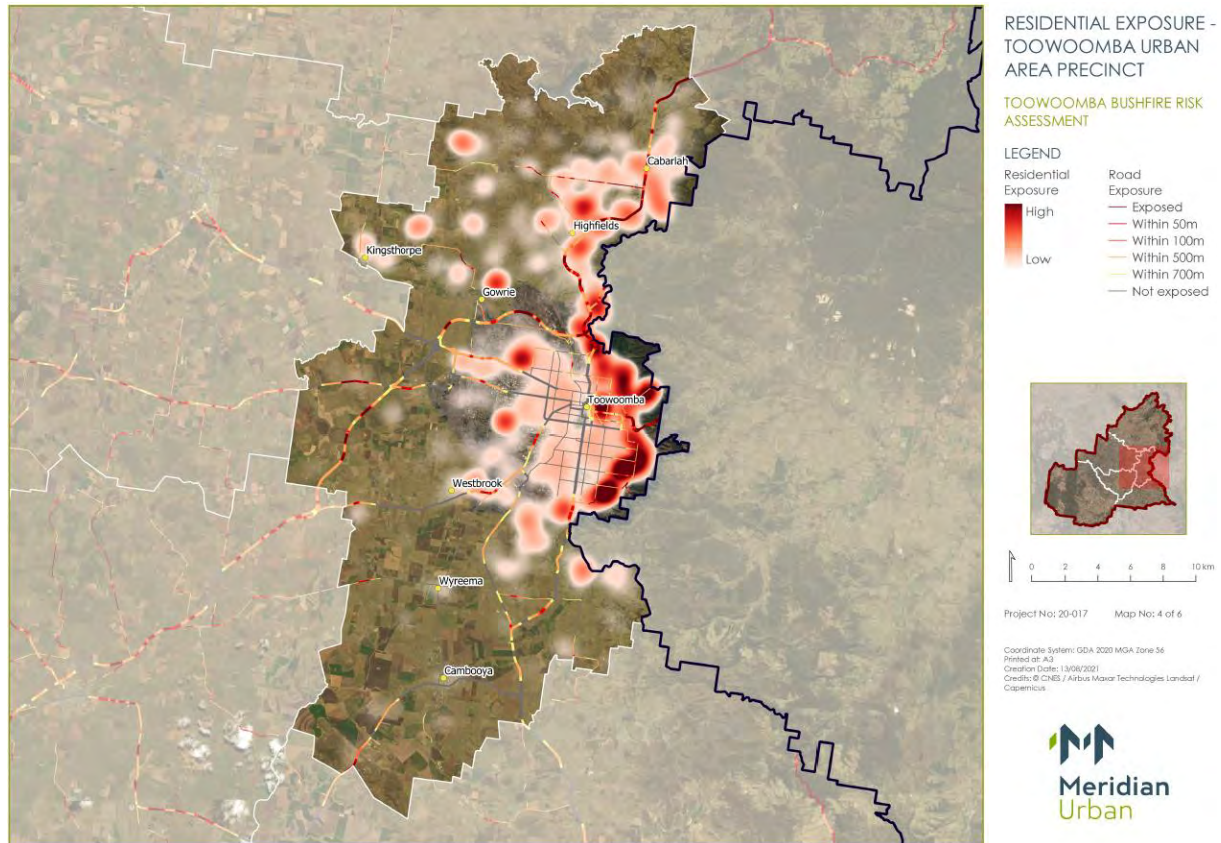 RESIDENTIAL EXPOSURE -
TOOWOOMBA URBAN
AREA PRECINCT
TOOWOOMBA BUSHFIRE RISK
ASSESSMENT
LEGEND
Residential
Exposure
High
Low
Road
Exposure
Exposed
Within 50m
Within 100m
Within 500m
Within 700m
Not exposed
Cabarlah
Highfields
Kingsthorpe
Gowrie
Toowoomba
Westbrook
Wyreema
Cambooya
0 2 4 6 8 10 km
Project No: 20-017 Map No: 4 of 6
Coordinate System: GDA 2020 MGA Zone 56
Printed at: A3
Creation Date: 13/08/2021
Credits: © CNES / Airbus Maxar Technologies Landsat /
Capernicus
Meridian
Urban